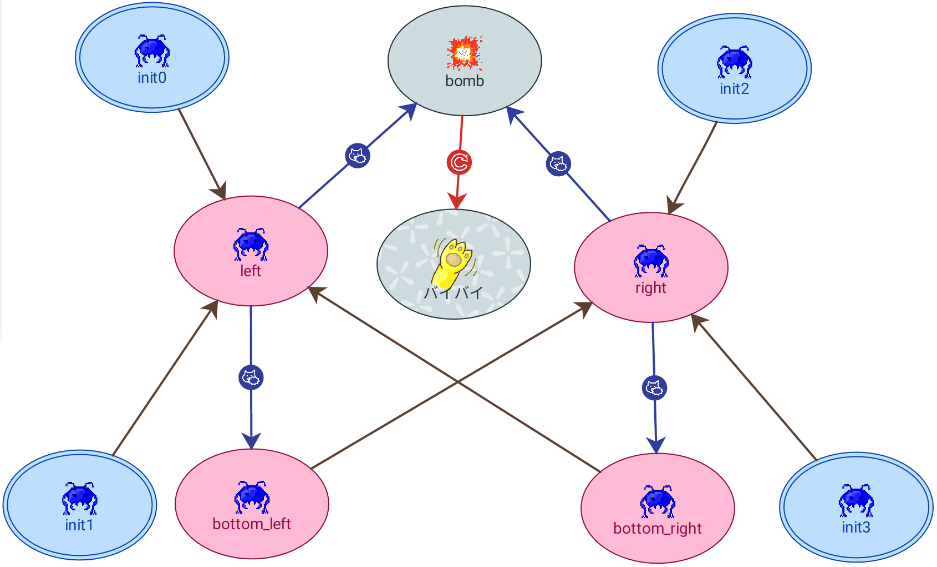 init0
bomb
init2
left
バイバイ
right
init1
bottom_left
bottom_right
init3